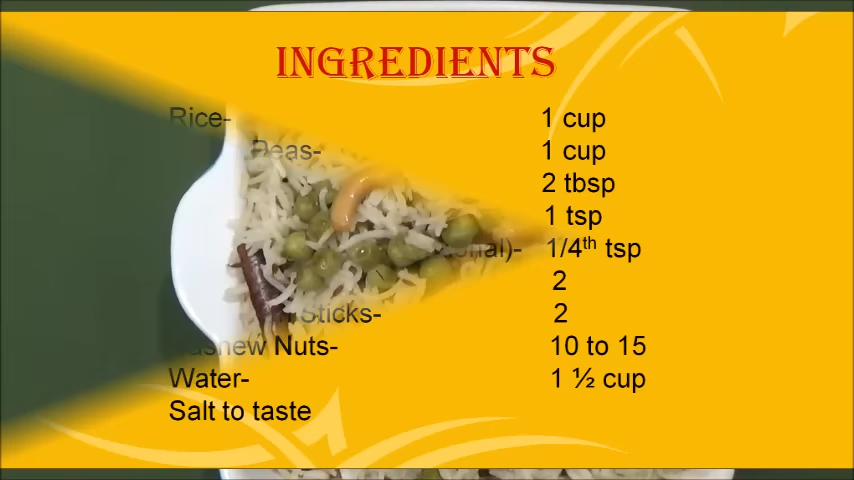 INGREDIENTS
Rice- 1 cup
Peas- 1 cup
2 tbsp
1 tsp
1/4th tsp
2
Sticks- 2
Nuts- 10 to 15
Water- 1 ½ cup
Salt to taste